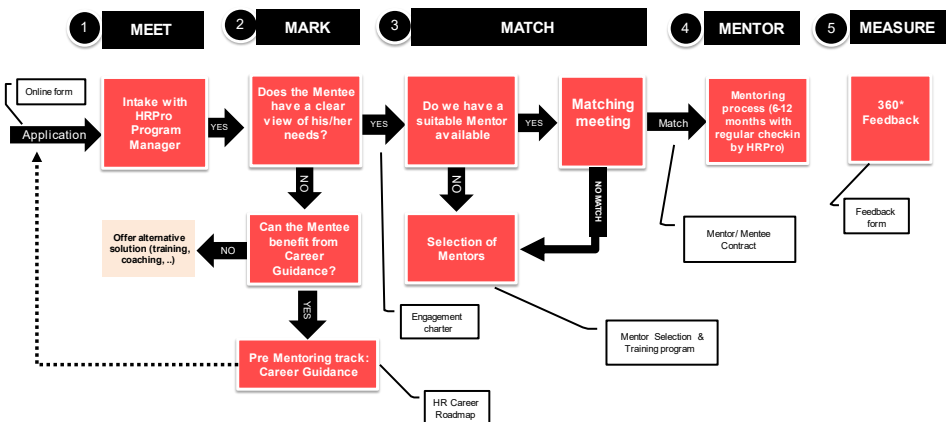 1
MEET
2
MARK
3
MATCH
4
MENTOR
5
MEASURE
Online form
Application
Intake with
HRPro
Program
Manager
YES
Does the Mentee
have a clear
view of his/her
needs?
YES
Do we have a
suitable Mentor
available
YES
Matching
meeting
Match
Mentoring
process (6-12
months with
regular check-in
by HRPro)
360°
Feedback
NO
NO
NO MATCH
Offer alternative
solution (training,
coaching, ..)
NO
Can the Mentee
benefit from
Career
Guidance?
Selection of
Mentors
Mentor/ Mentee
Contract
Feedback
form
YES
Engagement
charter
Mentor Selection &
Training program
Pre Mentoring track:
Career Guidance
HR Career
Roadmap